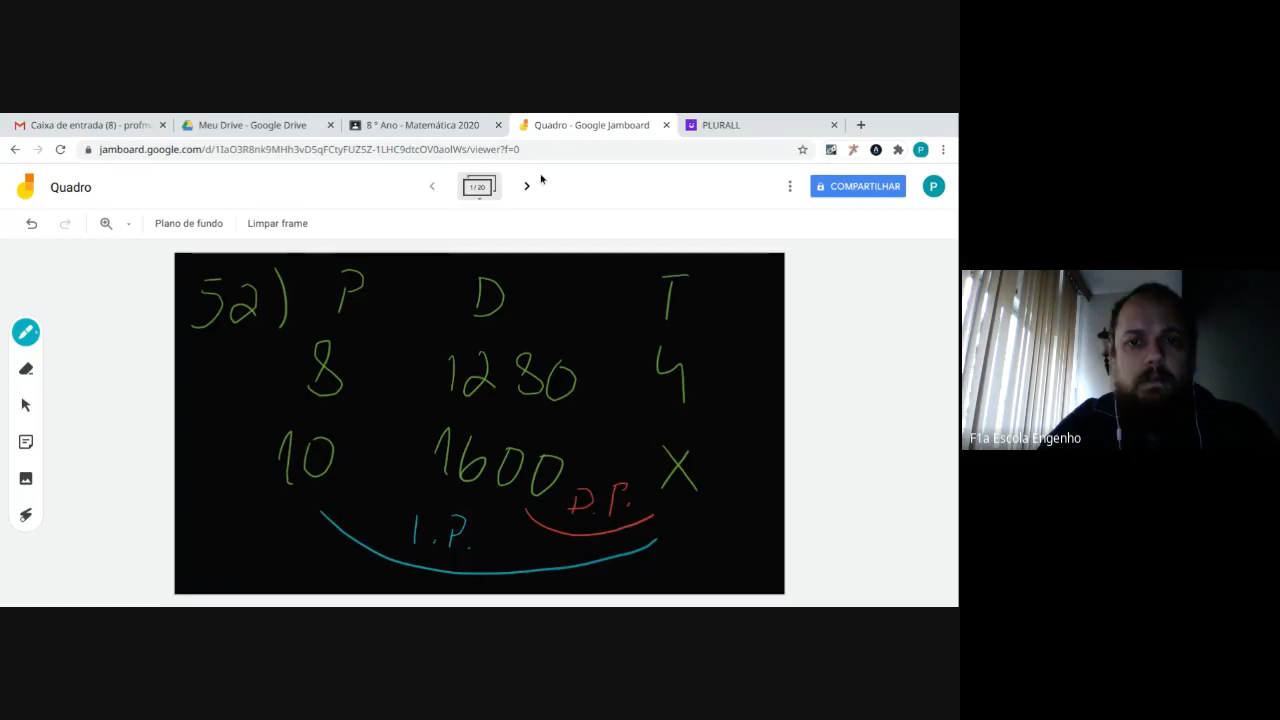 Caixa de entrada (8) - profm
Meu Drive - Google Drive
8 º Ano - Matemática 2020
Quadro - Google Jamboard
PLURALL
jamboard.google.com/d/1IaO3R8nk9MHh3vD5qFCtyFUZ5Z-1LHC9dtcOV0aolWs/viewer?f=0
P
Quadro
1 / 20
COMPARTILHAR
P
Plano de fundo
Limpar frame
52) P D T
8 1280 4
10 1600 X
I.P. D.P.
F1a Escola Engenho